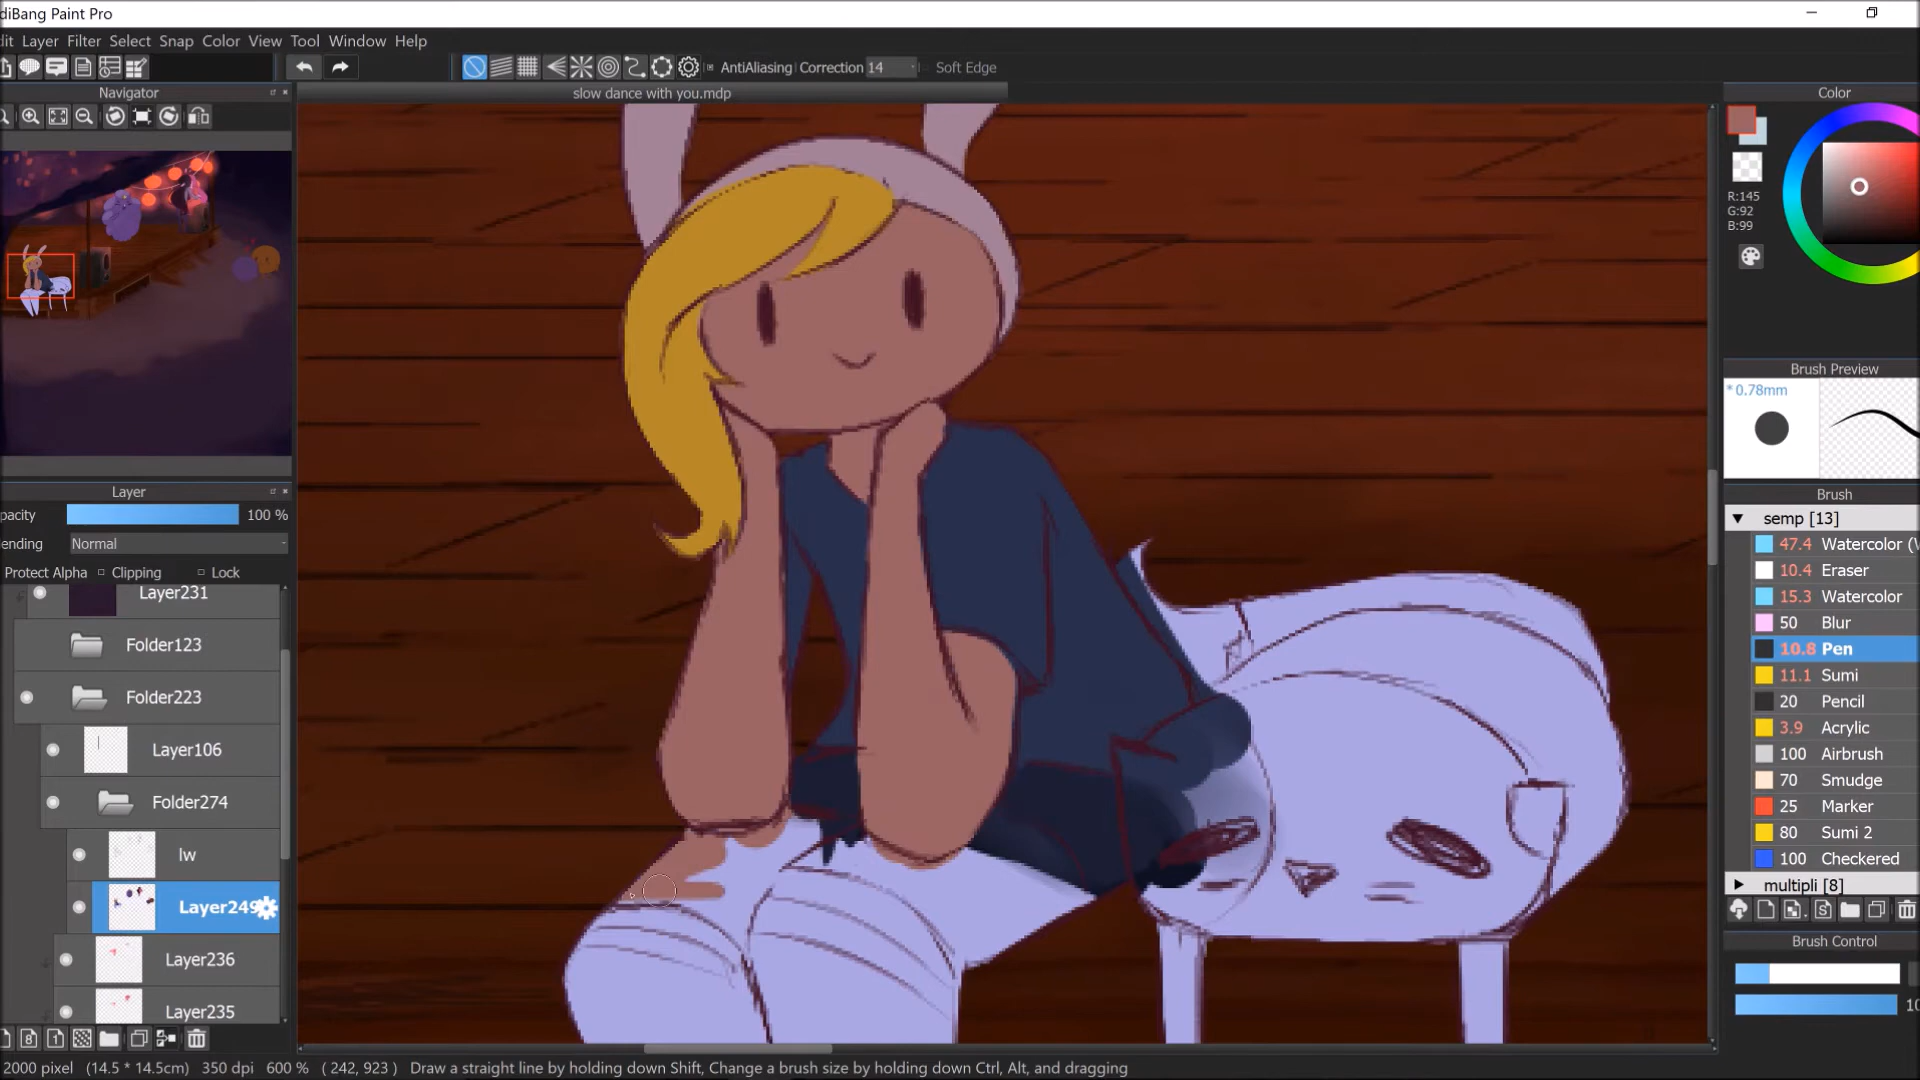 diBang Paint Pro
dit Layer Filter Select Snap Color View Tool Window Help
AntiAliasing Correction 14 Soft Edge
Navigator
slow dance with you.mdp
Color
R:145
G:92
B:99
Brush Preview
* 0.78mm
Layer
pacity 100 %
ending Normal
Protect Alpha Clipping Lock
Layer231
Folder123
Folder223
Layer106
Folder274
lw
Layer249
Layer236
Layer235
Brush
semp [13]
47.4 Watercolor (W
10.4 Eraser
15.3 Watercolor
50 Blur
10.8 Pen
11.1 Sumi
20 Pencil
3.9 Acrylic
100 Airbrush
70 Smudge
25 Marker
80 Sumi 2
100 Checkered
multipli [8]
Brush Control
10
2000 pixel (14.5 * 14.5cm) 350 dpi 600 % ( 242, 923 ) Draw a straight line by holding down Shift, Change a brush size by holding down Ctrl, Alt, and dragging